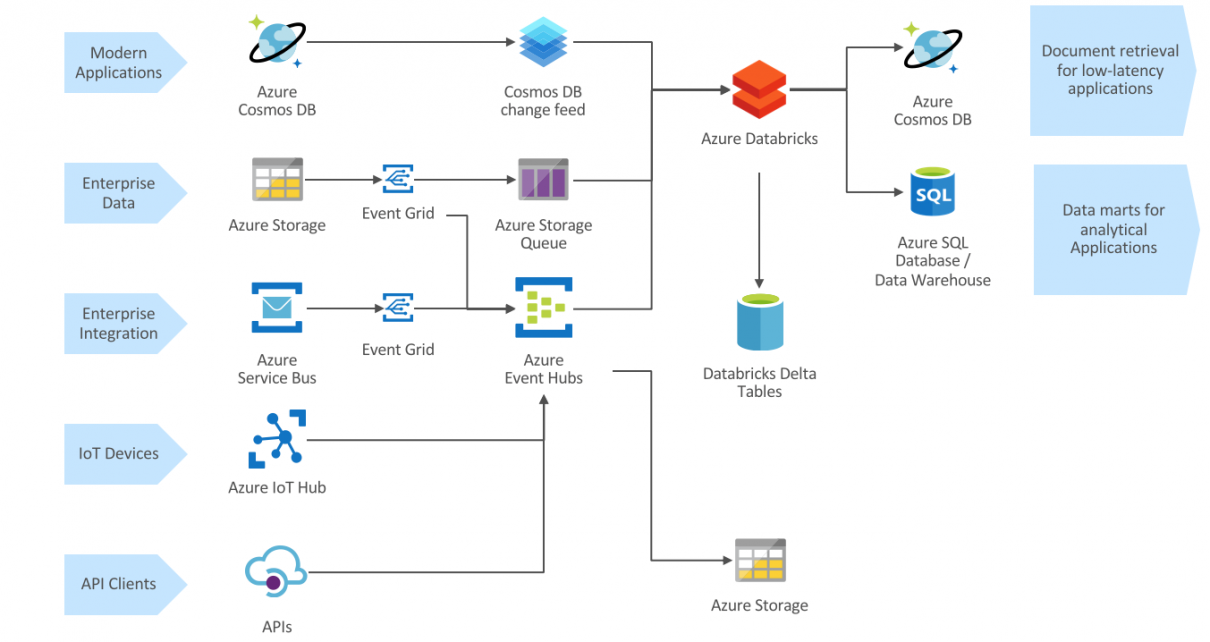 Modern
Applications
Azure
Cosmos DB
Cosmos DB
change feed
Azure Databricks
Azure
Cosmos DB
Document retrieval
for low-latency
applications
Enterprise
Data
Azure Storage
Event Grid
Azure Storage
Queue
SQL
Azure SQL
Database /
Data Warehouse
Data marts for
analytical
Applications
Enterprise
Integration
Azure
Service Bus
Event Grid
Azure
Event Hubs
Databricks Delta
Tables
IoT Devices
Azure IoT Hub
API Clients
APIs
Azure Storage